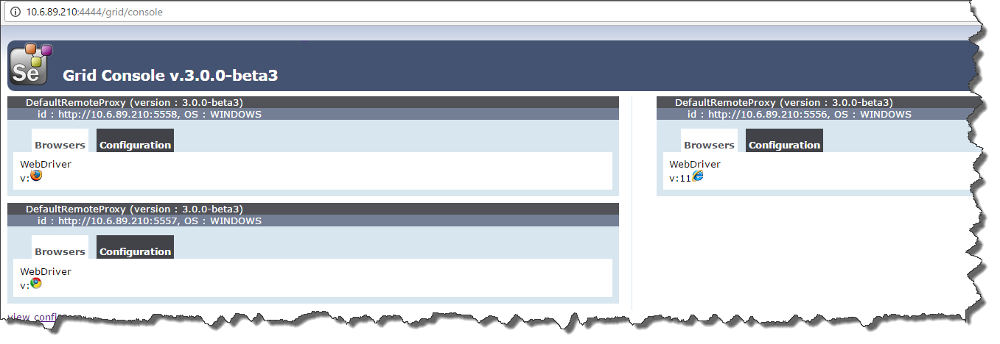 10.6.89.210:4444/grid/console
Se
Grid Console v.3.0.0-beta3
DefaultRemoteProxy (version : 3.0.0-beta3)
id : http://10.6.89.210:5558, OS : WINDOWS
Browsers Configuration
WebDriver
v:
DefaultRemoteProxy (version : 3.0.0-beta3)
id : http://10.6.89.210:5557, OS : WINDOWS
Browsers Configuration
WebDriver
v:
view
DefaultRemoteProxy (version : 3.0.0-beta3)
id : http://10.6.89.210:5556, OS : WINDOWS
Browsers Configuration
WebDriver
v:11